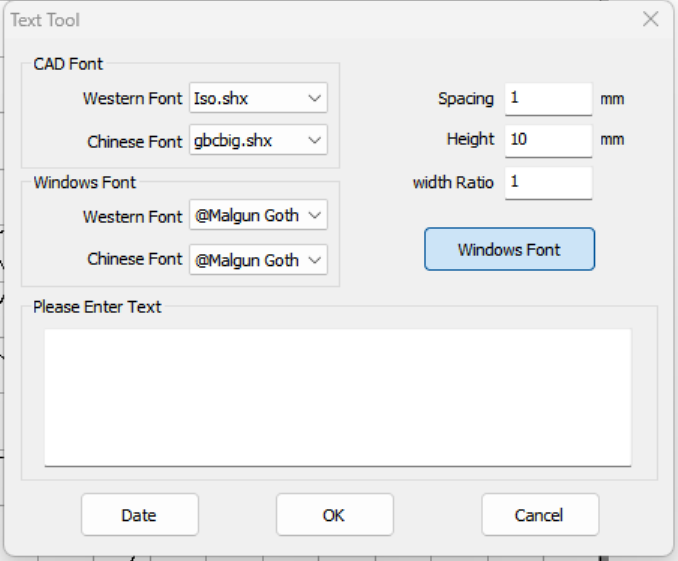 Text Tool
CAD Font
Western Font Iso.shx
Chinese Font gbcbig.shx
Spacing 1 mm
Height 10 mm
width Ratio 1
Windows Font
Western Font @Malgun Goth
Chinese Font @Malgun Goth
Windows Font
Please Enter Text
Date OK Cancel